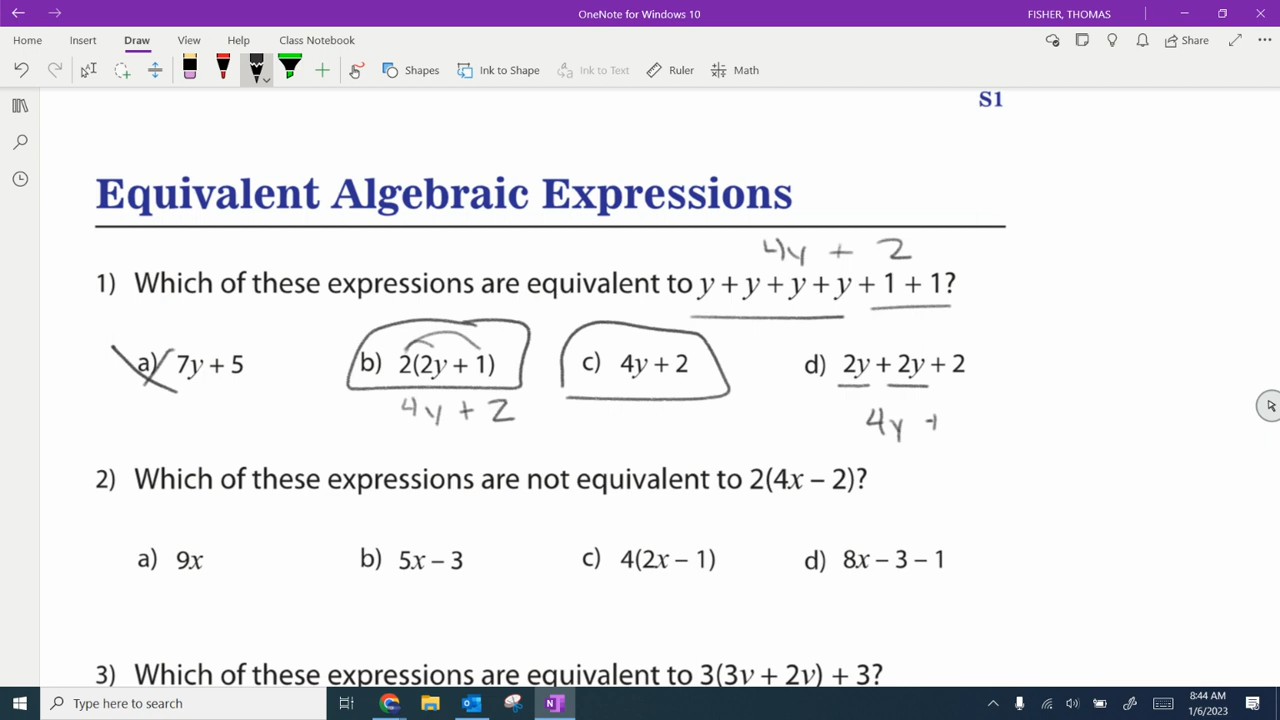 OneNote for Windows 10
FISHER, THOMAS
Home Insert Draw View Help Class Notebook
Share
Shapes Ink to Shape Ink to Text Ruler Math
S1
Equivalent Algebraic Expressions
4y + 2
1) Which of these expressions are equivalent to y + y + y + y + 1 + 1?
a) 7y + 5 b) 2(2y + 1) c) 4y + 2 d) 2y + 2y + 2
4y + 2 4y +
2) Which of these expressions are not equivalent to 2(4x – 2)?
a) 9x b) 5x – 3 c) 4(2x – 1) d) 8x – 3 – 1
3) Which of these expressions are equivalent to 3(3v + 2v) + 3?
Type here to search
8:44 AM
1/6/2023